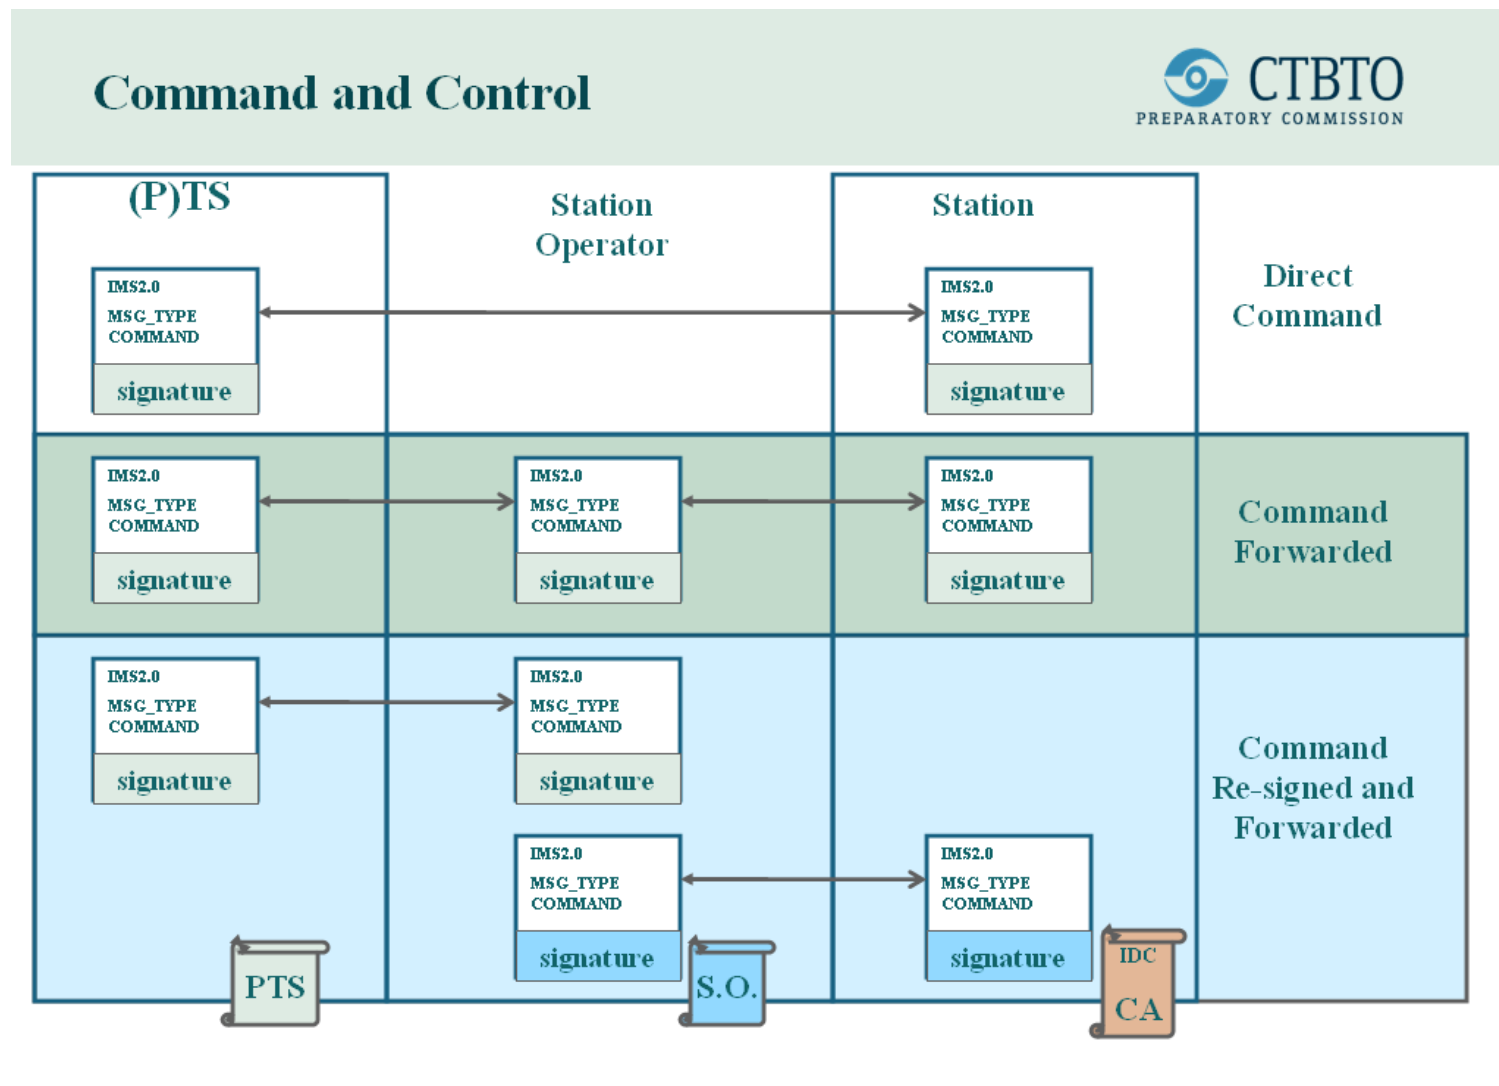 Command and Control
CTBTO
PREPARATORY COMMISSION
(P)TS
Station
Operator
Station
IMS2.0
MSG_TYPE
COMMAND
signature
IMS2.0
MSG_TYPE
COMMAND
signature
Direct
Command
IMS2.0
MSG_TYPE
COMMAND
signature
IMS2.0
MSG_TYPE
COMMAND
signature
IMS2.0
MSG_TYPE
COMMAND
signature
Command
Forwarded
IMS2.0
MSG_TYPE
COMMAND
signature
IMS2.0
MSG_TYPE
COMMAND
signature
Command
Re-signed and
Forwarded
IMS2.0
MSG_TYPE
COMMAND
signature
IMS2.0
MSG_TYPE
COMMAND
signature
PTS
S.O.
IDC
CA